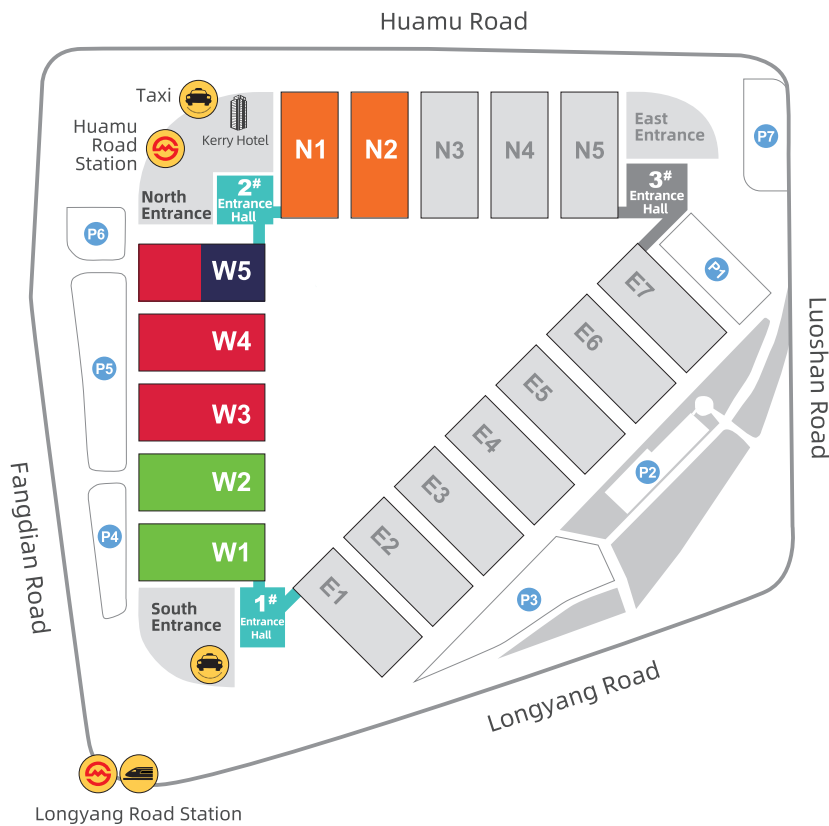 Huamu Road
Taxi
Huamu
Road
Station
Kerry Hotel
North
Entrance
2#
Entrance
Hall
N1
N2
N3
N4
N5
East
Entrance
P7
3#
Entrance
Hall
P6
W5
P1
E7
P5
W4
E6
Luoshan Road
W3
E5
E4
W2
E3
P2
Fangdian Road
P4
W1
E2
E1
South
Entrance
1#
Entrance
Hall
P3
Longyang Road
Longyang Road Station